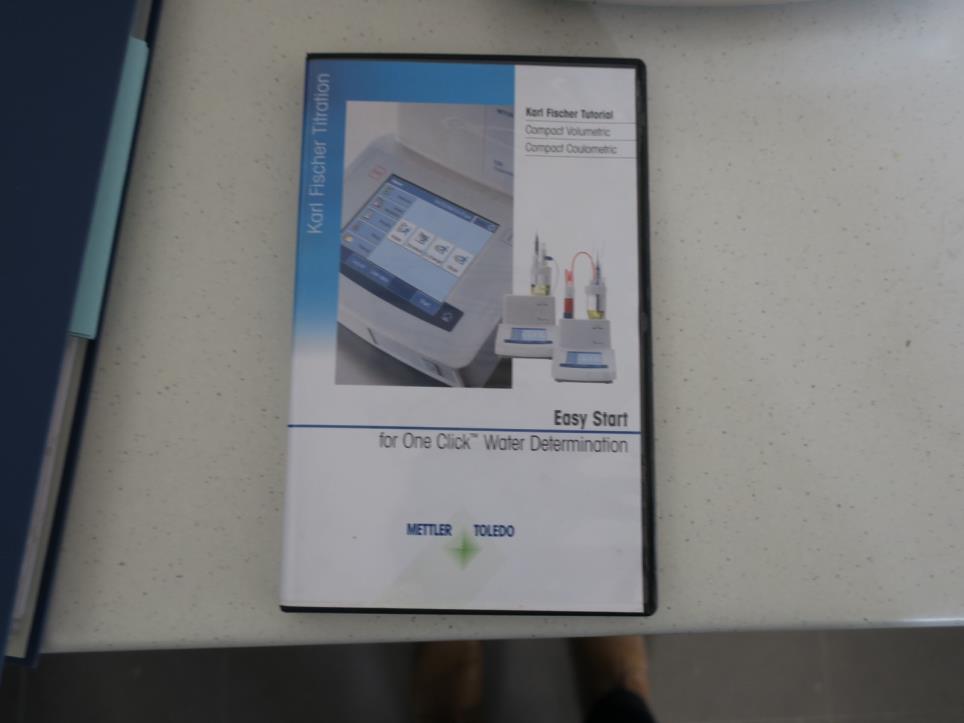 Karl Fischer Titration
Karl Fischer Tutorial
Compact Volumetric
Compact Coulometric
Easy Start
for One Click™ Water Determination
METTLER TOLEDO